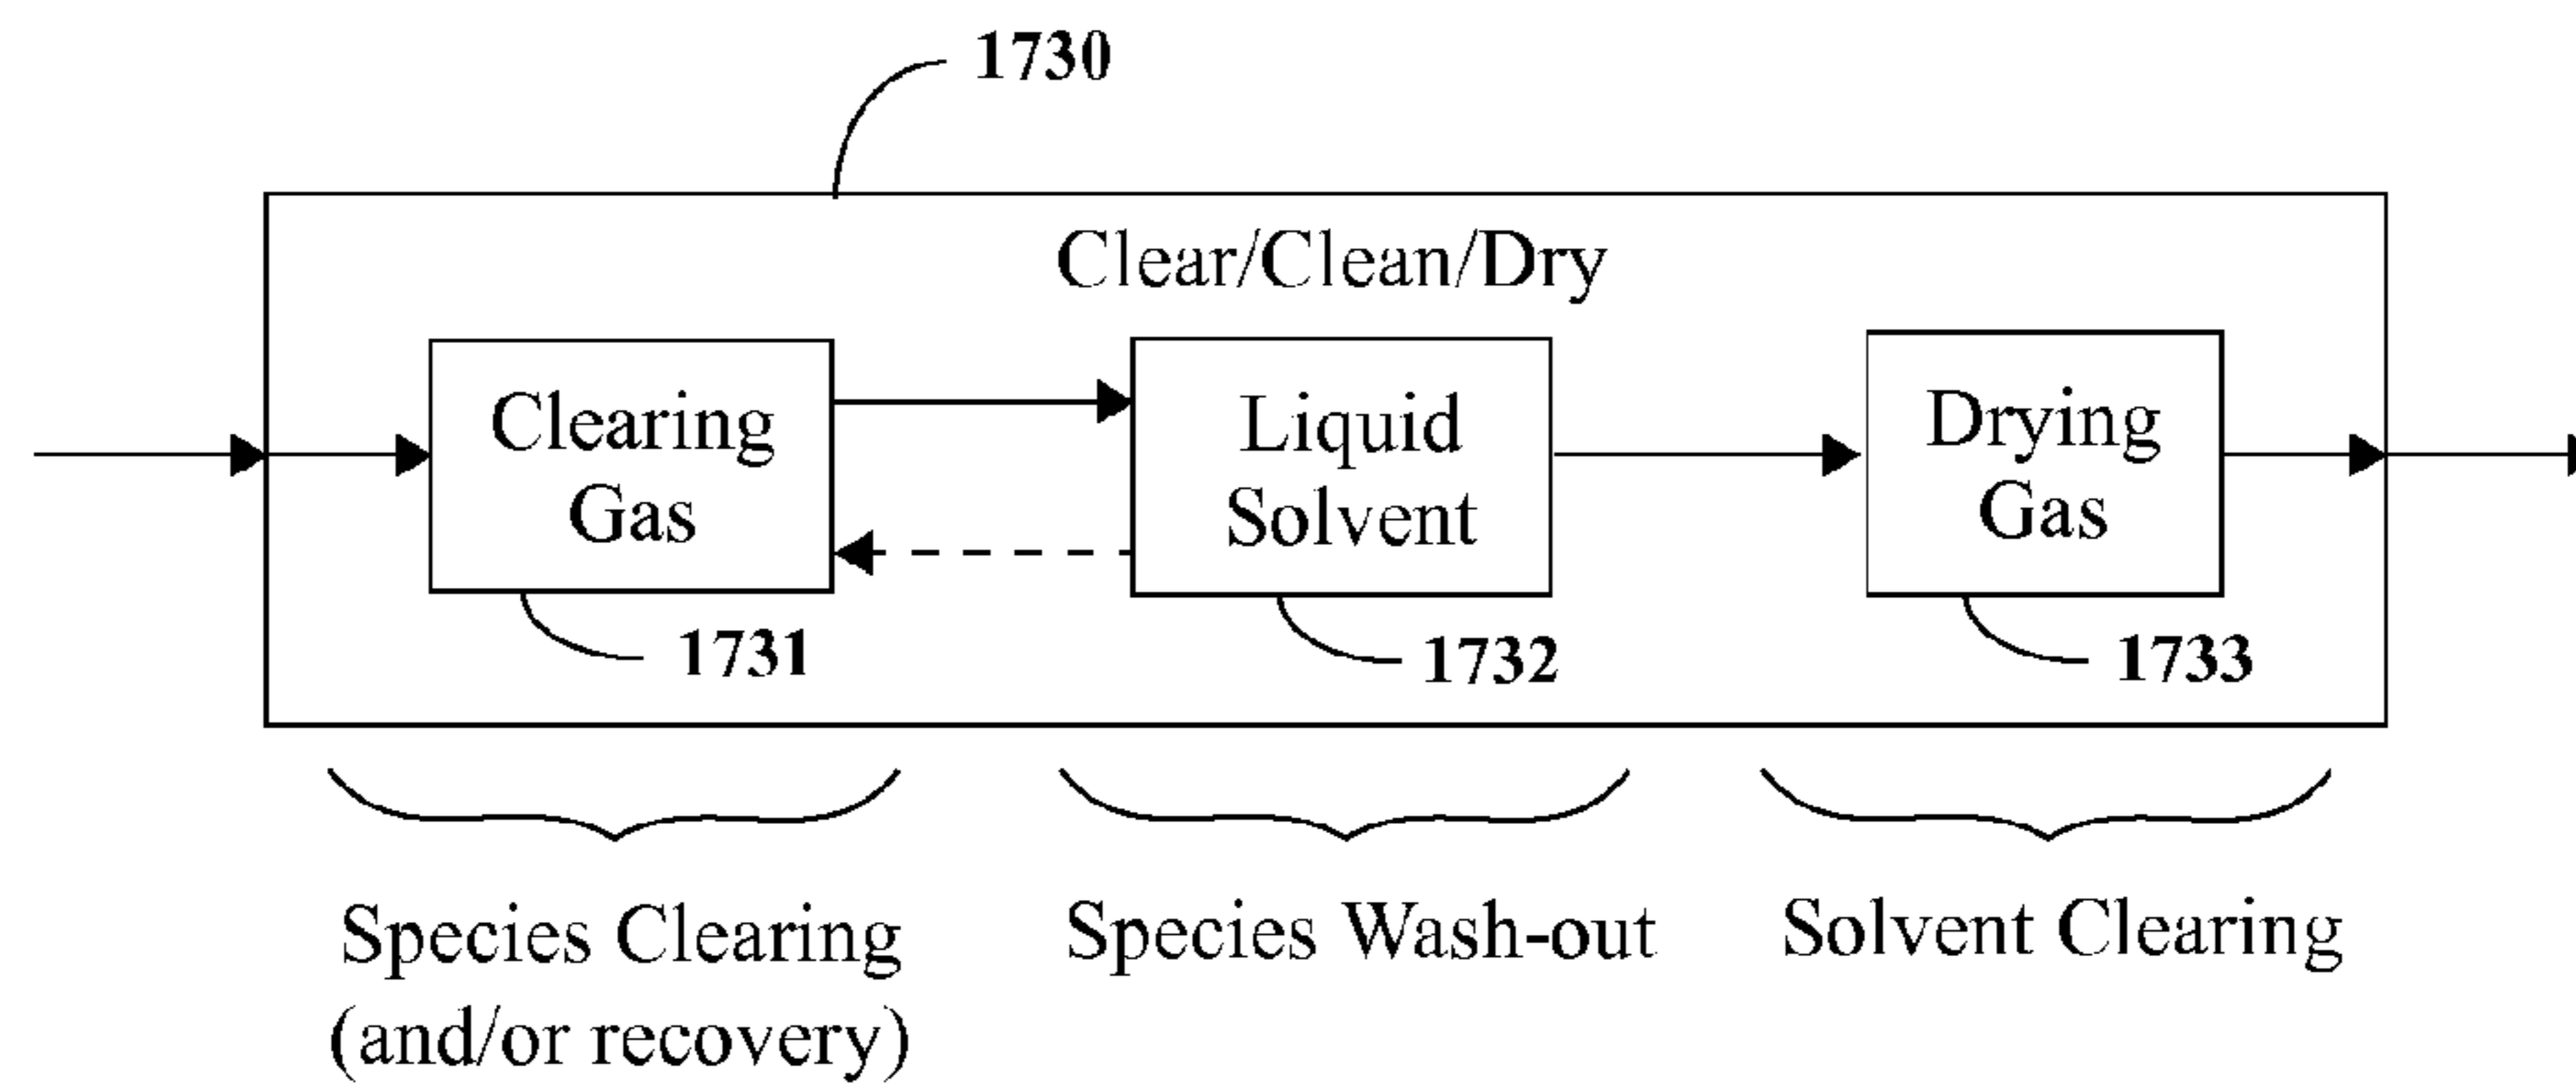 1730
Clear/Clean/Dry
Clearing
Gas
Liquid
Solvent
Drying
Gas
1731
1732
1733
Species Clearing
(and/or recovery)
Species Wash-out
Solvent Clearing